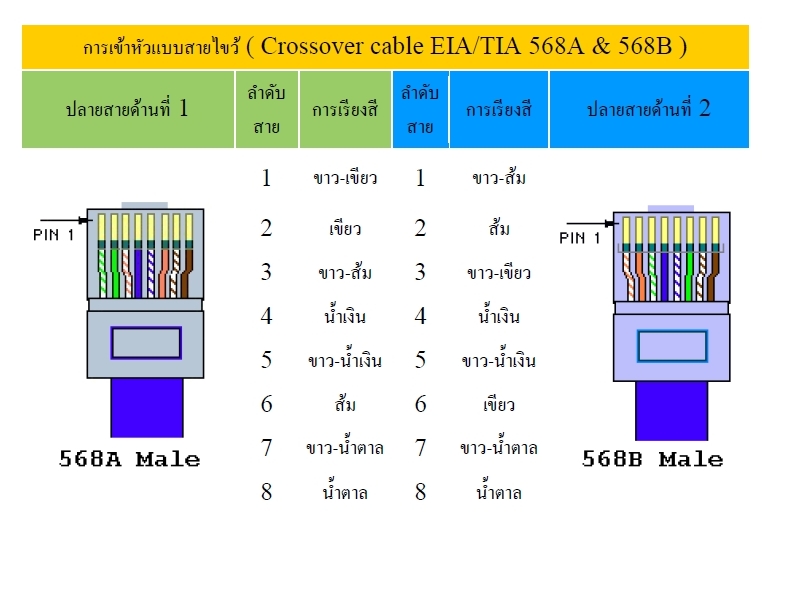 การเข้าหัวแบบสายไขว้ ( Crossover cable EIA/TIA 568A & 568B )
ปลายสายด้านที่ 1 ลำดับสาย การเรียงสี ลำดับสาย การเรียงสี ปลายสายด้านที่ 2
1 ขาว-เขียว 1 ขาว-ส้ม
PIN 1 2 เขียว 2 ส้ม PIN 1
3 ขาว-ส้ม 3 ขาว-เขียว
4 น้ำเงิน 4 น้ำเงิน
5 ขาว-น้ำเงิน 5 ขาว-น้ำเงิน
6 ส้ม 6 เขียว
568A Male 7 ขาว-น้ำตาล 7 ขาว-น้ำตาล 568B Male
8 น้ำตาล 8 น้ำตาล